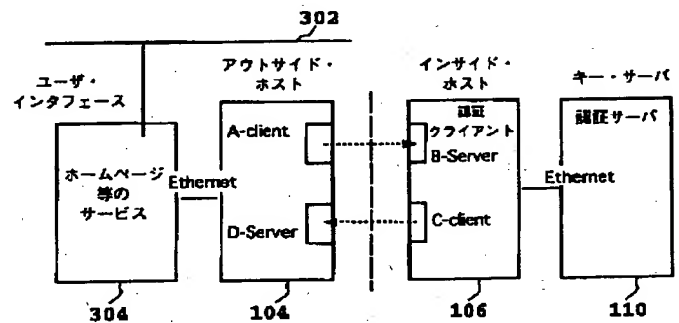 302
ユーザ・
インタフェース
アウトサイド・
ホスト
インサイド・
ホスト
キー・サーバ
ホームページ
等の
サービス
Ethernet
A-client
D-Server
認証
クライアント
B-Server
C-client
Ethernet
認証サーバ
304
104
106
110